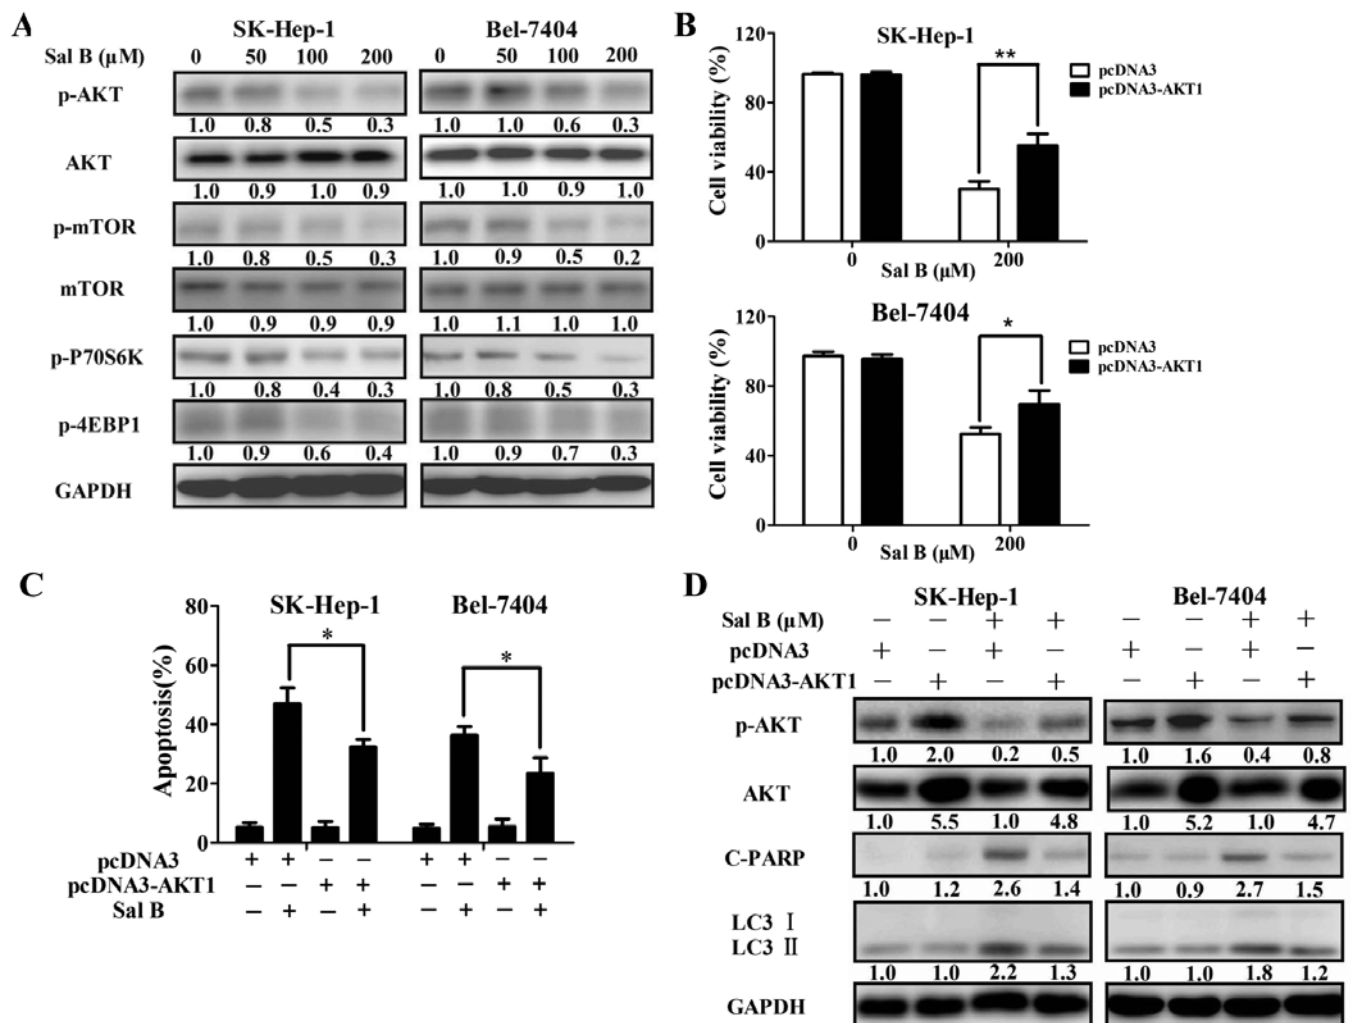 A
SK-Hep-1 Bel-7404
Sal B (μM) 0 50 100 200 0 50 100 200
p-AKT
1.0 0.8 0.5 0.3 1.0 1.0 0.6 0.3
AKT
1.0 0.9 1.0 0.9 1.0 1.0 0.9 1.0
p-mTOR
1.0 0.8 0.5 0.3 1.0 0.9 0.5 0.2
mTOR
1.0 0.9 0.9 0.9 1.0 1.1 1.0 1.0
p-P70S6K
1.0 0.8 0.4 0.3 1.0 0.8 0.5 0.3
p-4EBP1
1.0 0.9 0.6 0.4 1.0 0.9 0.7 0.3
GAPDH
B
SK-Hep-1
Cell viability (%)
120
80
40
0
**
pcDNA3
pcDNA3-AKT1
0 200
Sal B (μM)
Bel-7404
Cell viability (%)
120
80
40
0
*
pcDNA3
pcDNA3-AKT1
0 200
Sal B (μM)
C
SK-Hep-1 Bel-7404
Apoptosis(%)
80
60
40
20
0
* *
pcDNA3 + + − − + + − −
pcDNA3-AKT1 − − + + − − + +
Sal B − + − + − + − +
D
SK-Hep-1 Bel-7404
Sal B (μM) − − + + − − + +
pcDNA3 + − + − + − + −
pcDNA3-AKT1 − + − + − + − +
p-AKT
1.0 2.0 0.2 0.5 1.0 1.6 0.4 0.8
AKT
1.0 5.5 1.0 4.8 1.0 5.2 1.0 4.7
C-PARP
1.0 1.2 2.6 1.4 1.0 0.9 2.7 1.5
LC3 Ⅰ
LC3 Ⅱ
1.0 1.0 2.2 1.3 1.0 1.0 1.8 1.2
GAPDH